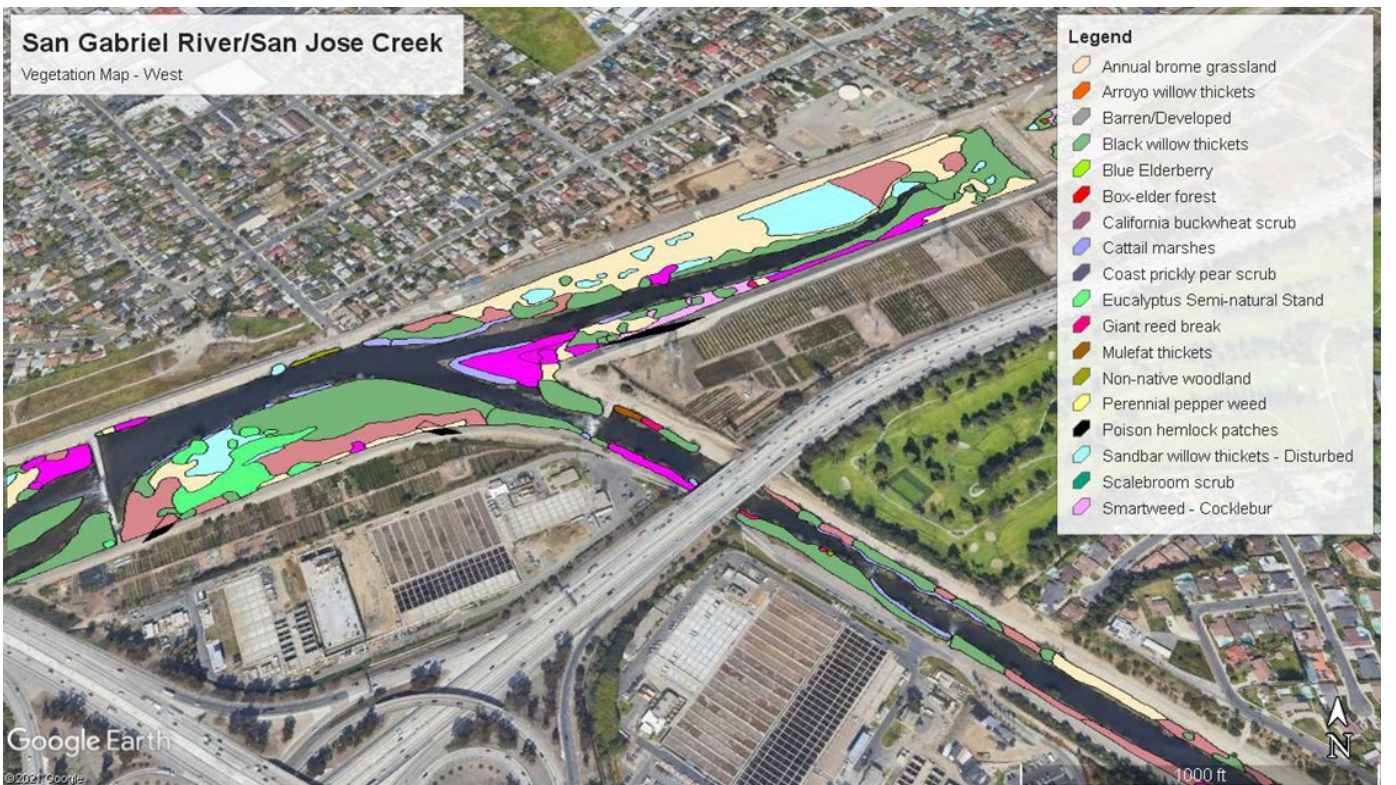 San Gabriel River/San Jose Creek
Vegetation Map - West
Legend
Annual brome grassland
Arroyo willow thickets
Barren/Developed
Black willow thickets
Blue Elderberry
Box-elder forest
California buckwheat scrub
Cattail marshes
Coast prickly pear scrub
Eucalyptus Semi-natural Stand
Giant reed break
Mulefat thickets
Non-native woodland
Perennial pepper weed
Poison hemlock patches
Sandbar willow thickets - Disturbed
Scalebroom scrub
Smartweed - Cocklebur
N
1000 ft
Google Earth
©2021 Google